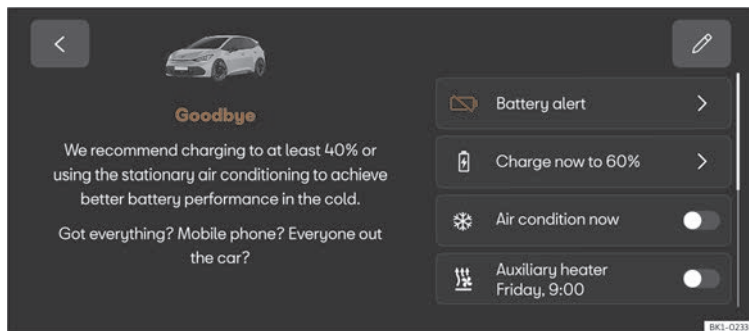 Goodbye
We recommend charging to at least 40% or
using the stationary air conditioning to achieve
better battery performance in the cold.
Got everything? Mobile phone? Everyone out
the car?
Battery alert
Charge now to 60%
Air condition now
Auxiliary heater
Friday, 9:00
BK1-0233